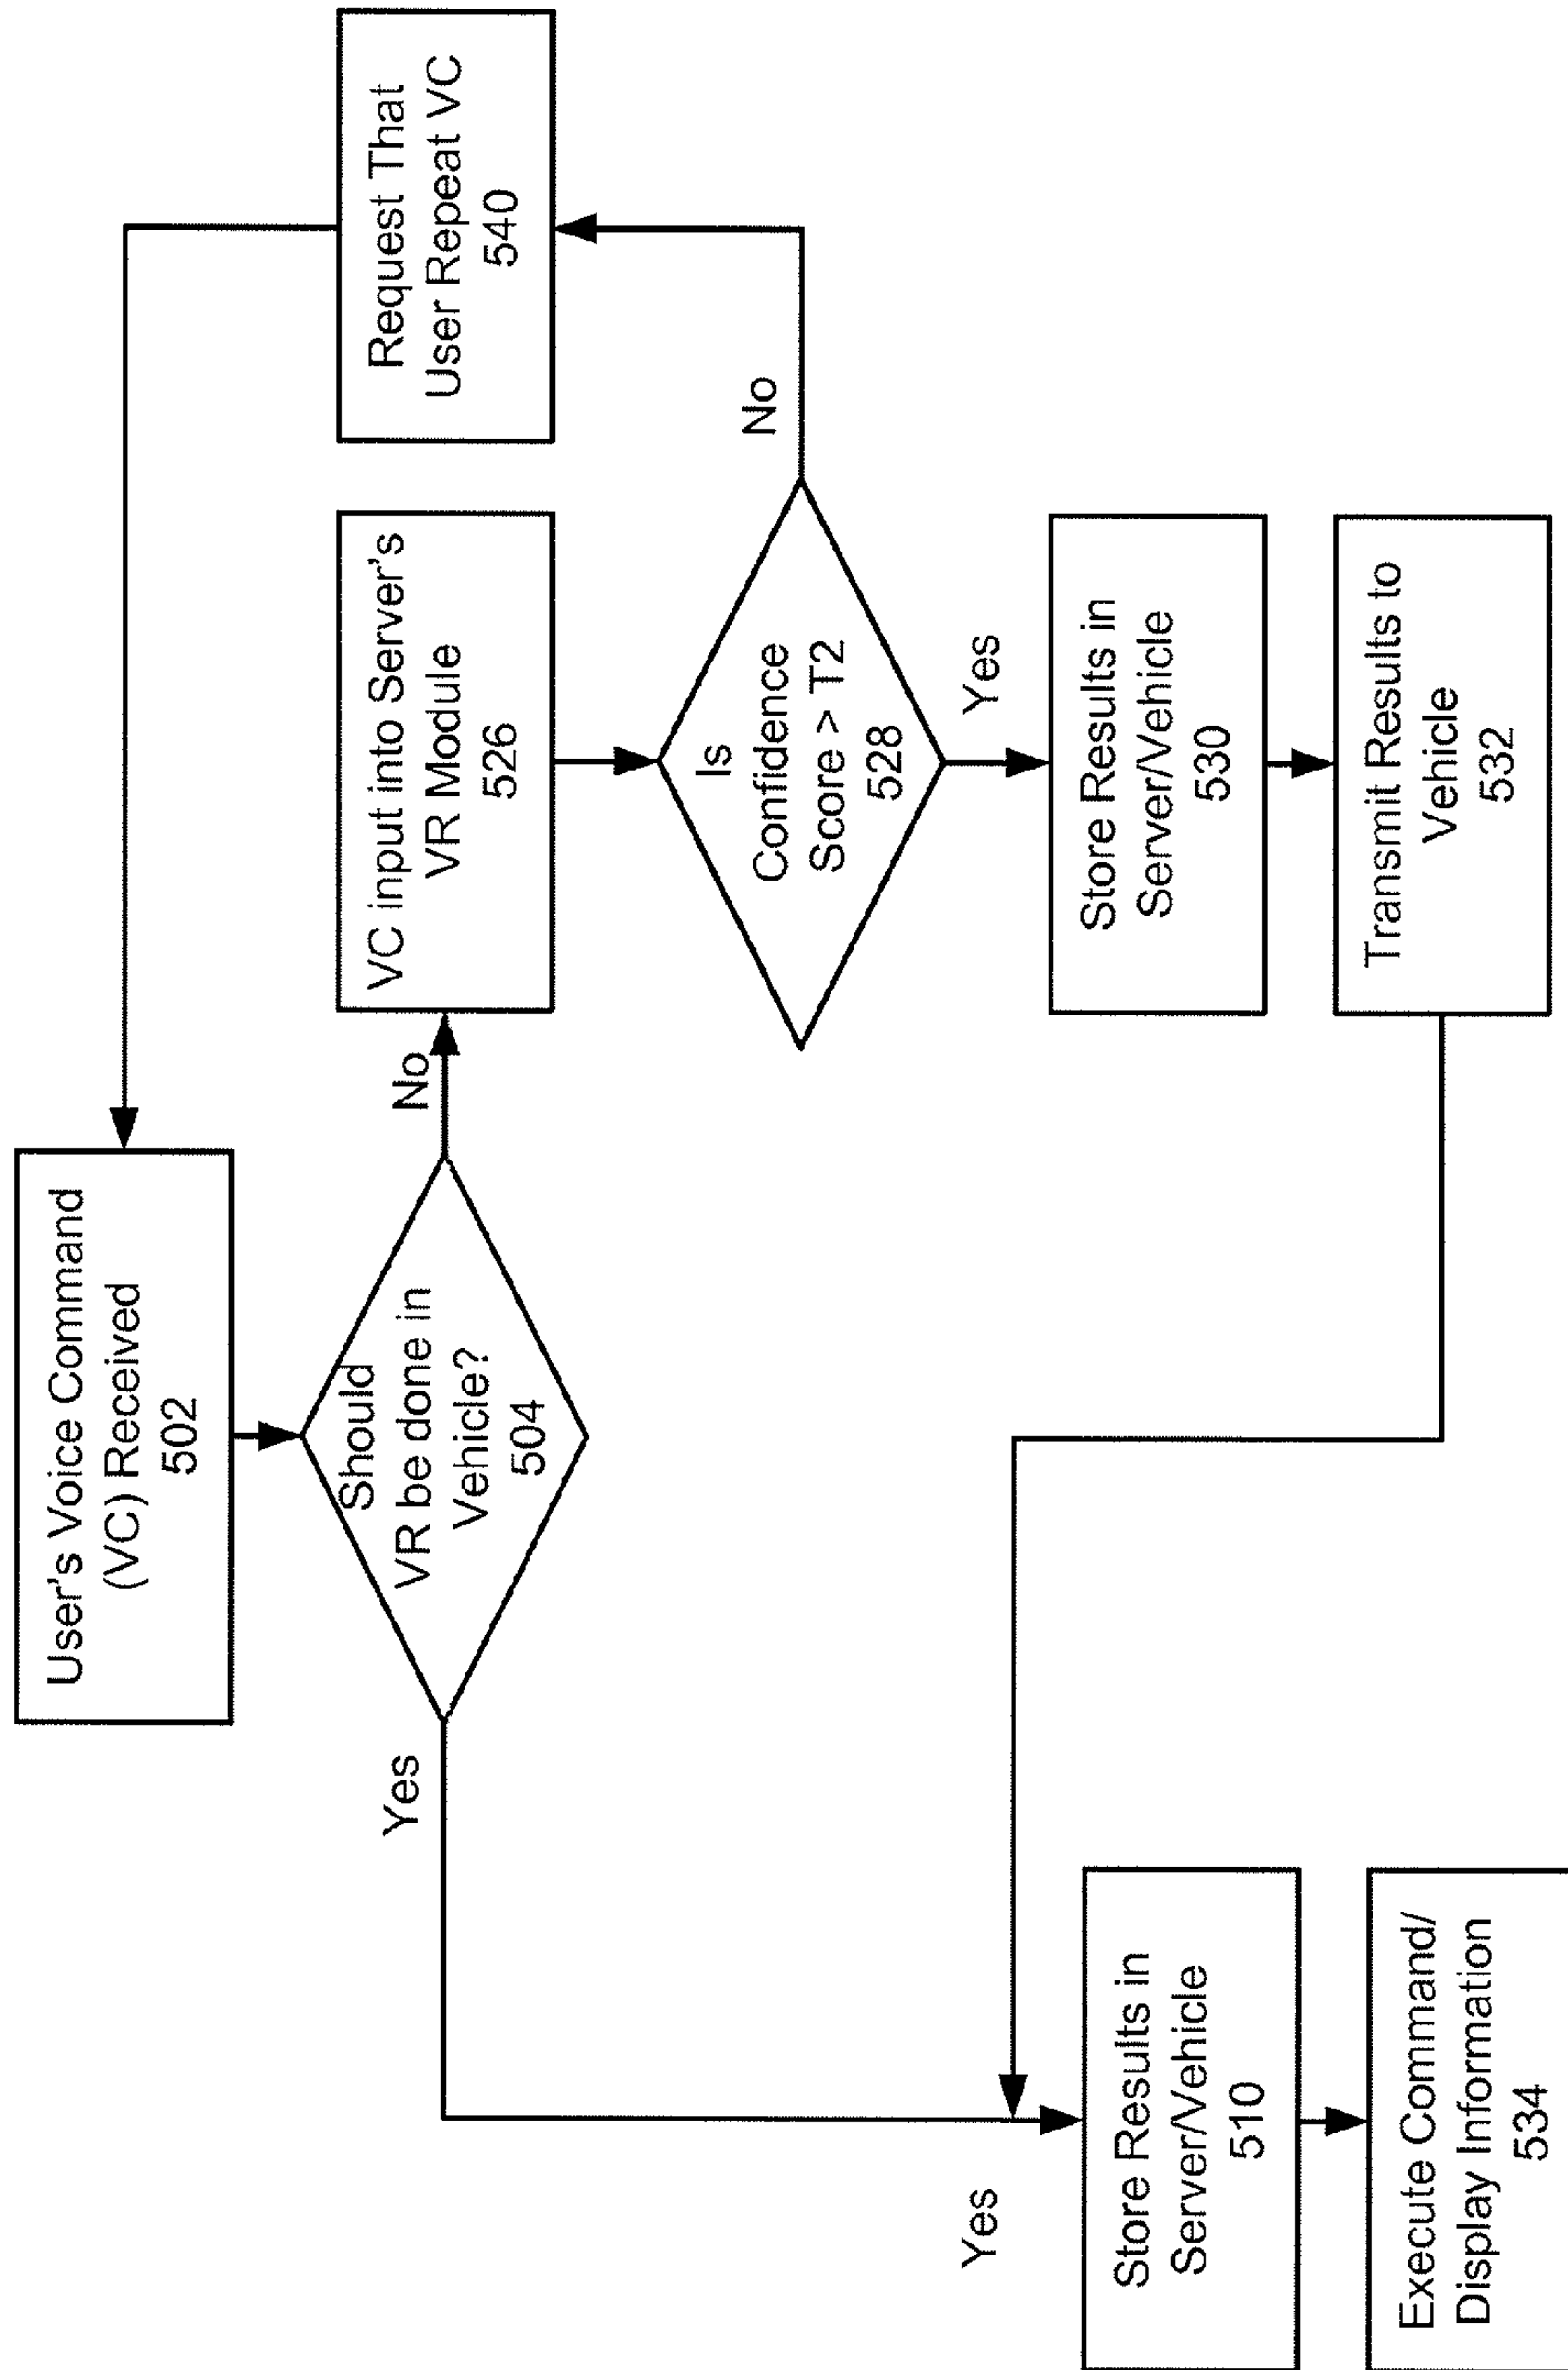 User's Voice Command
(VC) Received
502
Should
VR be done in
Vehicle?
504
Yes
No
VC input into Server's
VR Module
526
Request That
User Repeat VC
540
Is
Confidence
Score > T2
528
No
Yes
Store Results in
Server/Vehicle
530
Transmit Results to
Vehicle
532
Yes
Store Results in
Server/Vehicle
510
Execute Command/
Display Information
534